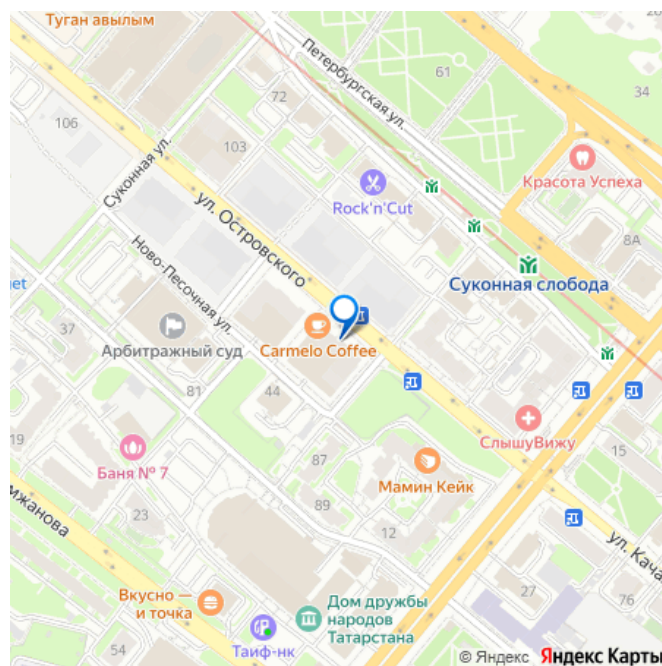 Туган авылым
Петербургская ул.
61
34
72
106
103
Суконная ул.
Красота Успеха
Rock'n'Cut
ул. Островского
8А
Суконная слобода
Ново-Песочная ул.
37
Арбитражный суд
Carmelo Coffee
81
44
СлышуВижу
19
Баня № 7
87
15
Мамин Кейк
89
23
12
ул. Кача
Вкусно —
и точка
Дом дружбы
народов
Татарстана
27
76
54
Таиф-нк
© Яндекс Яндекс Карты